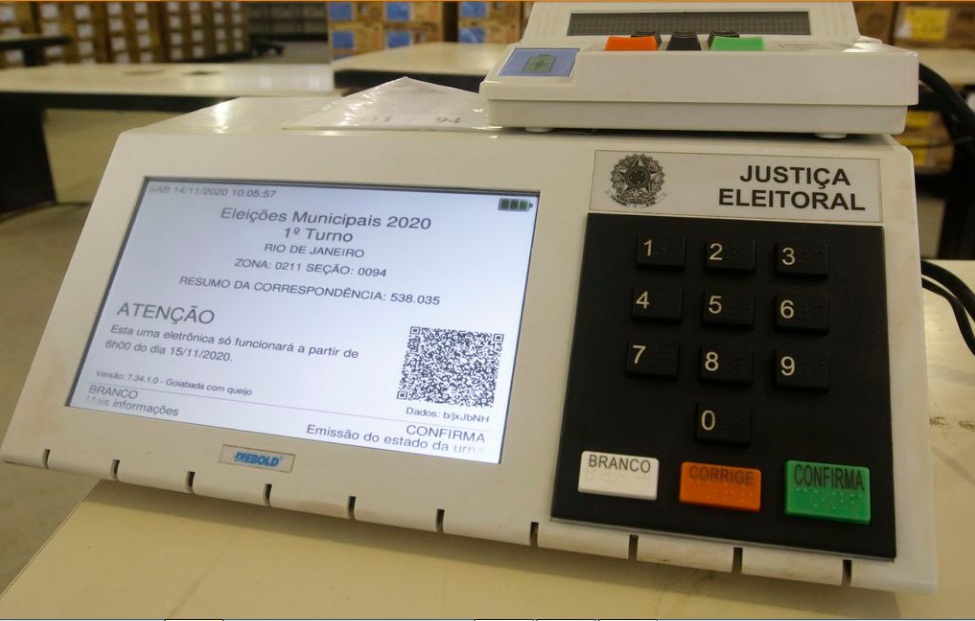 SÁB 14/11/2020 10:05:57
Eleições Municipais 2020
1º Turno
RIO DE JANEIRO
ZONA: 0211 SEÇÃO: 0094
RESUMO DA CORRESPONDÊNCIA: 538.035
ATENÇÃO
Esta urna eletrônica só funcionará a partir de
6h00 do dia 15/11/2020.
Versão: 7.34.1.0 - Goiabada com queijo
Dados: b/jxJbNH
BRANCO
Mais informações
CONFIRMA
Emissão do estado da urna
DIEBOLD
94
JUSTIÇA
ELEITORAL
1 2 3
4 5 6
7 8 9
0
BRANCO CORRIGE CONFIRMA